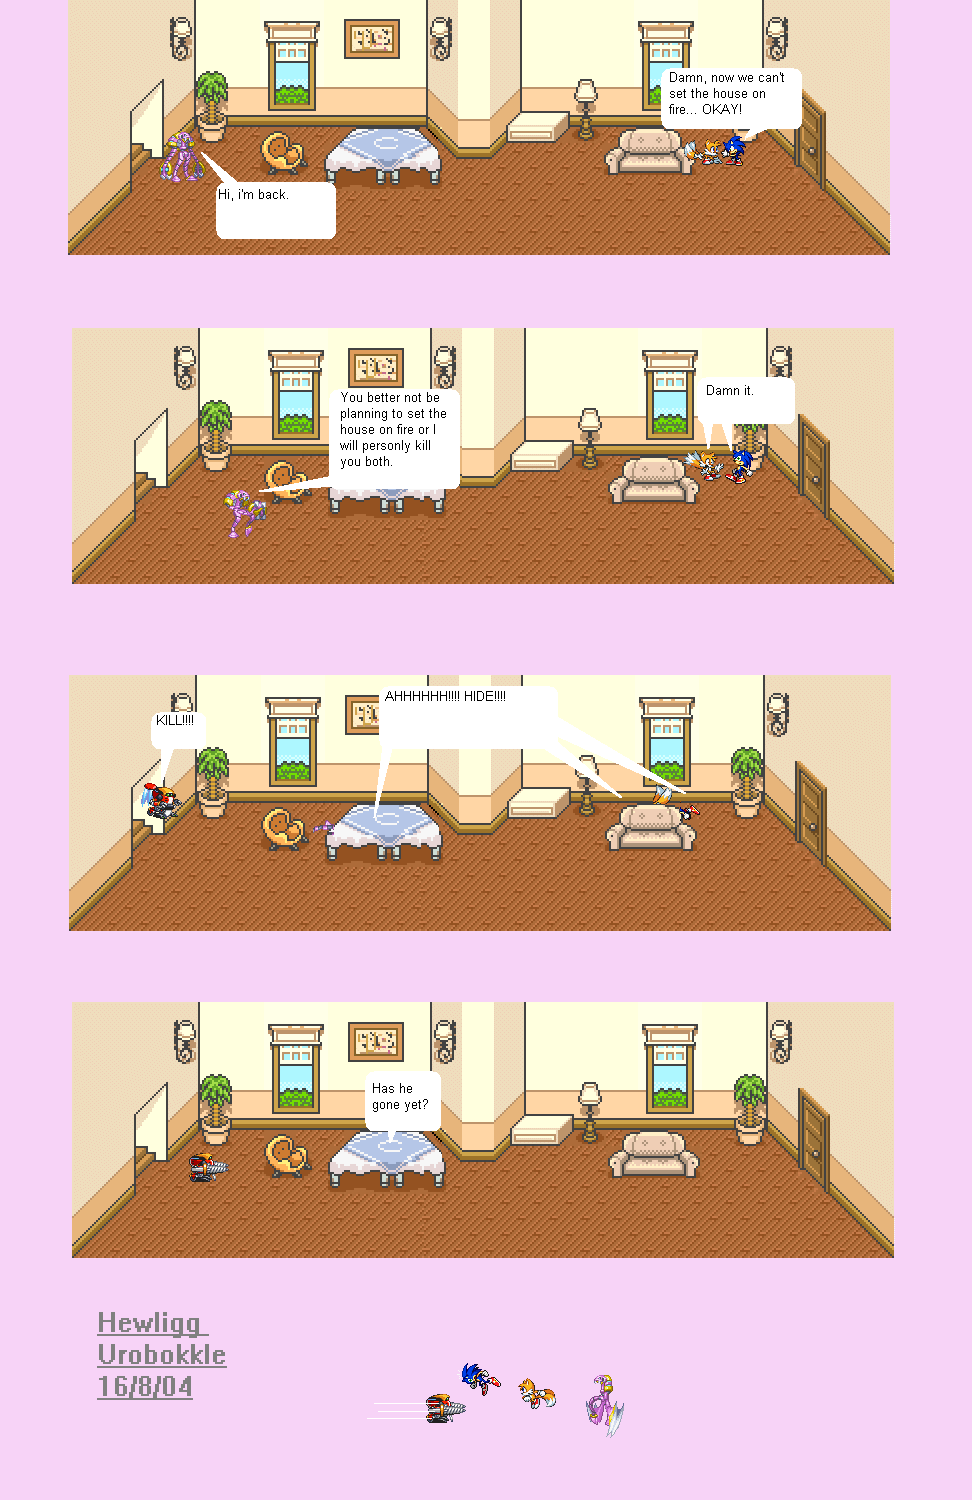 Damn, now we can't
set the house on
fire... OKAY!
Hi, i'm back.
You better not be
planning to set the
house on fire or I
will personly kill
you both.
Damn it.
KILL!!!!
AHHHHHH!!!! HIDE!!!!
Has he
gone yet?
Hewligg
Urobokkle
16/8/04